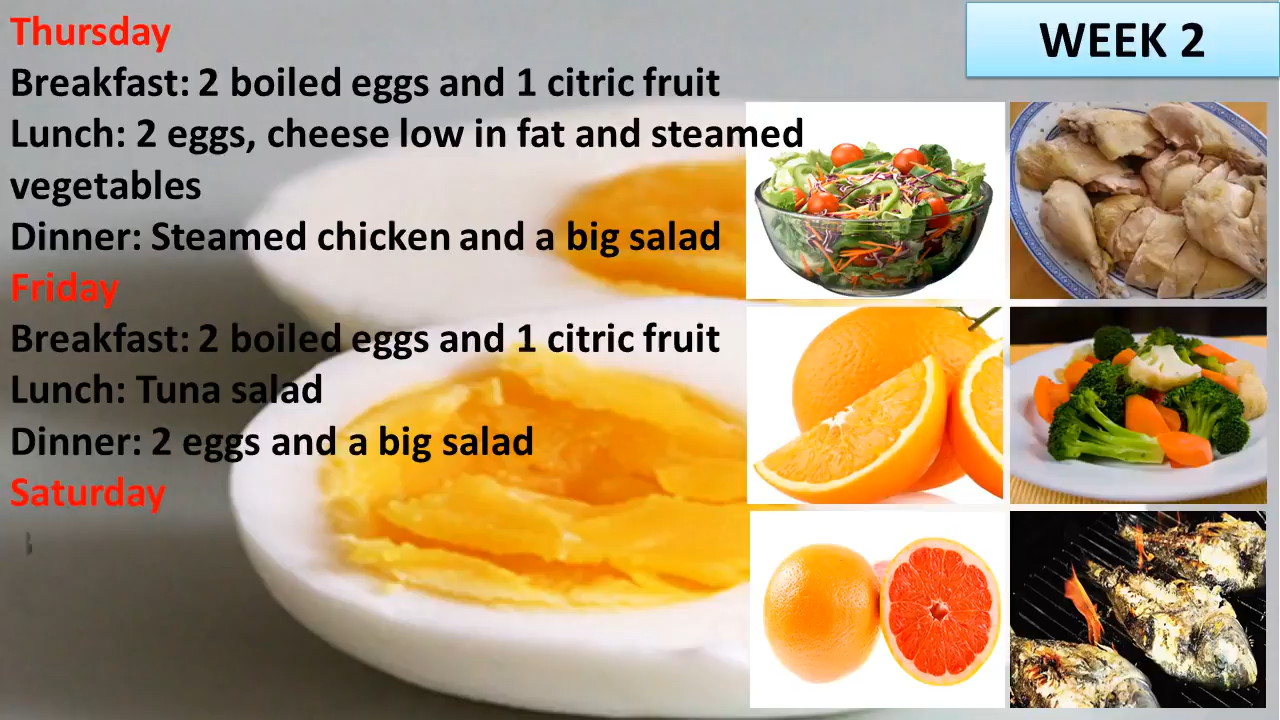 Thursday
Breakfast: 2 boiled eggs and 1 citric fruit
Lunch: 2 eggs, cheese low in fat and steamed
vegetables
Dinner: Steamed chicken and a big salad
Friday
Breakfast: 2 boiled eggs and 1 citric fruit
Lunch: Tuna salad
Dinner: 2 eggs and a big salad
Saturday
WEEK 2